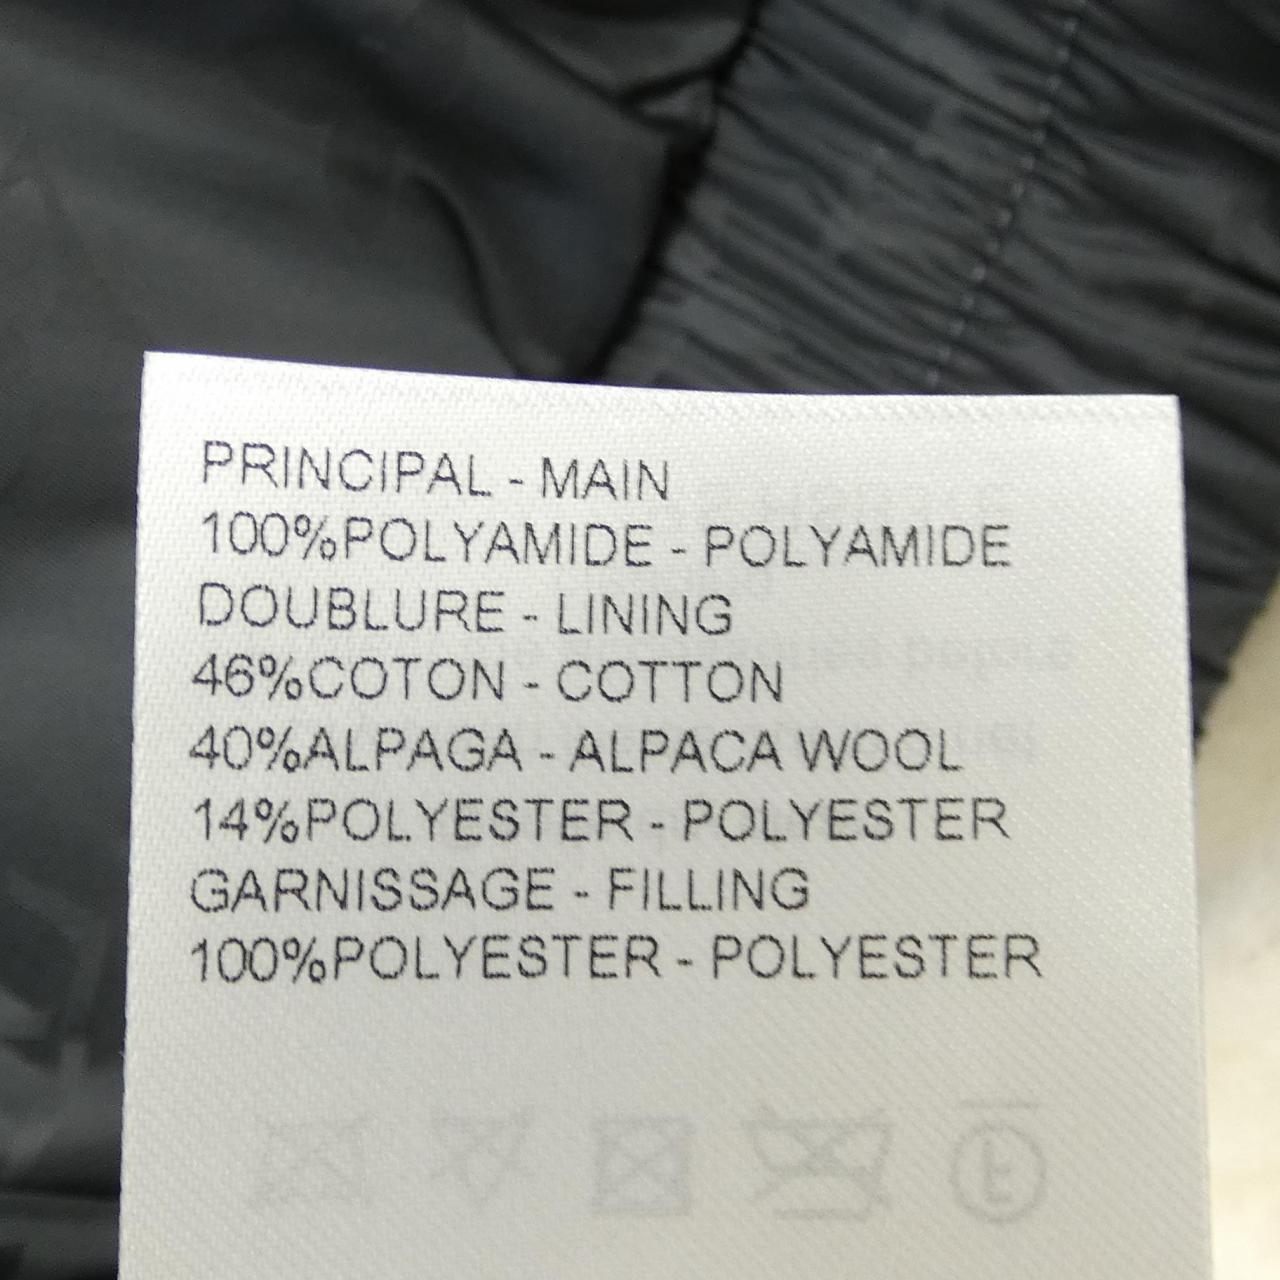 PRINCIPAL - MAIN
100%POLYAMIDE - POLYAMIDE
DOUBLURE - LINING
46%COTON - COTTON
40%ALPAGA - ALPACA WOOL
14%POLYESTER - POLYESTER
GARNISSAGE - FILLING
100%POLYESTER - POLYESTER